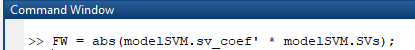 Command Window
>> FW = abs(modelSVM.sv_coef' * modelSVM.SVs);